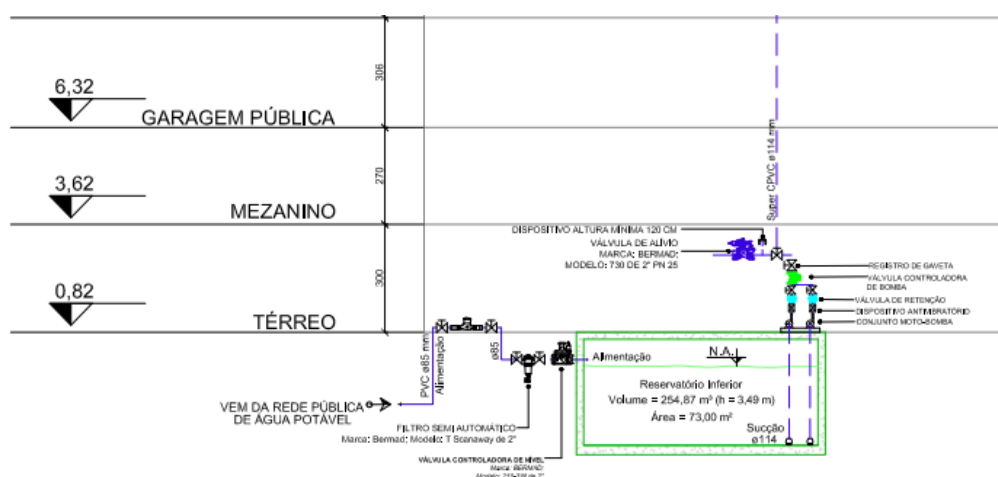 306
6,32
GARAGEM PÚBLICA
Super CPVC ø114 mm
270
3,62
MEZANINO
DISPOSITIVO ALTURA MÍNIMA 120 CM
VÁLVULA DE ALÍVIO
MARCA: BERMAD:
MODELO: 730 DE 2" PN 25
REGISTRO DE GAVETA
VÁLVULA CONTROLADORA
DE BOMBA
VÁLVULA DE RETENÇÃO
DISPOSITIVO ANTIMBRATÓRIO
CONJUNTO MOTO-BOMBA
300
0,82
TÉRREO
PVC ø85 mm
Alimentação
ø85
Alimentação
N.A.
Reservatório Inferior
Volume = 254,87 m³ (h = 3,49 m)
Área = 73,00 m²
VEM DA REDE PÚBLICA
DE ÁGUA POTÁVEL
FILTRO SEMI AUTOMÁTICO
Marca: Bermad; Modelo: T Scanaway de 2"
Sucção
ø114
VÁLVULA CONTROLADORA DE NÍVEL
Marca: BERMAD;